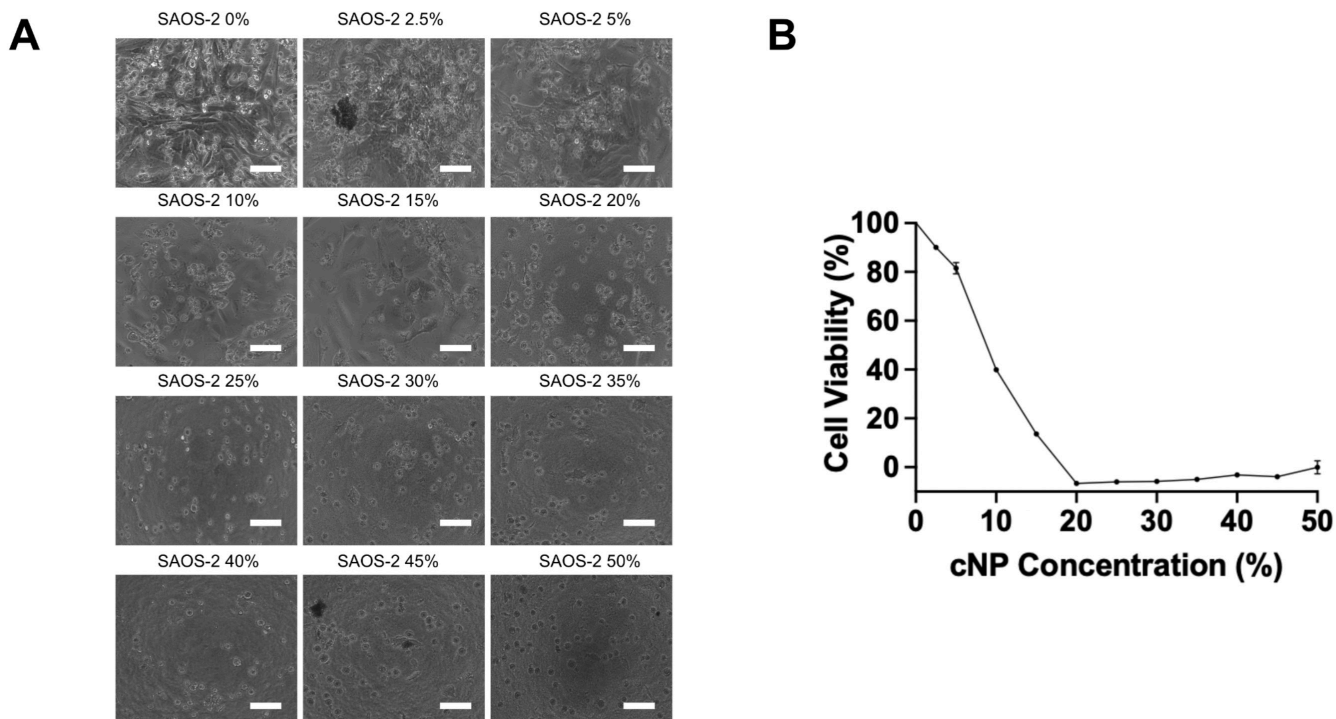 A
SAOS-2 0%
SAOS-2 2.5%
SAOS-2 5%
SAOS-2 10%
SAOS-2 15%
SAOS-2 20%
SAOS-2 25%
SAOS-2 30%
SAOS-2 35%
SAOS-2 40%
SAOS-2 45%
SAOS-2 50%
B
Cell Viability (%)
100
80
60
40
20
0
0 10 20 30 40 50
cNP Concentration (%)